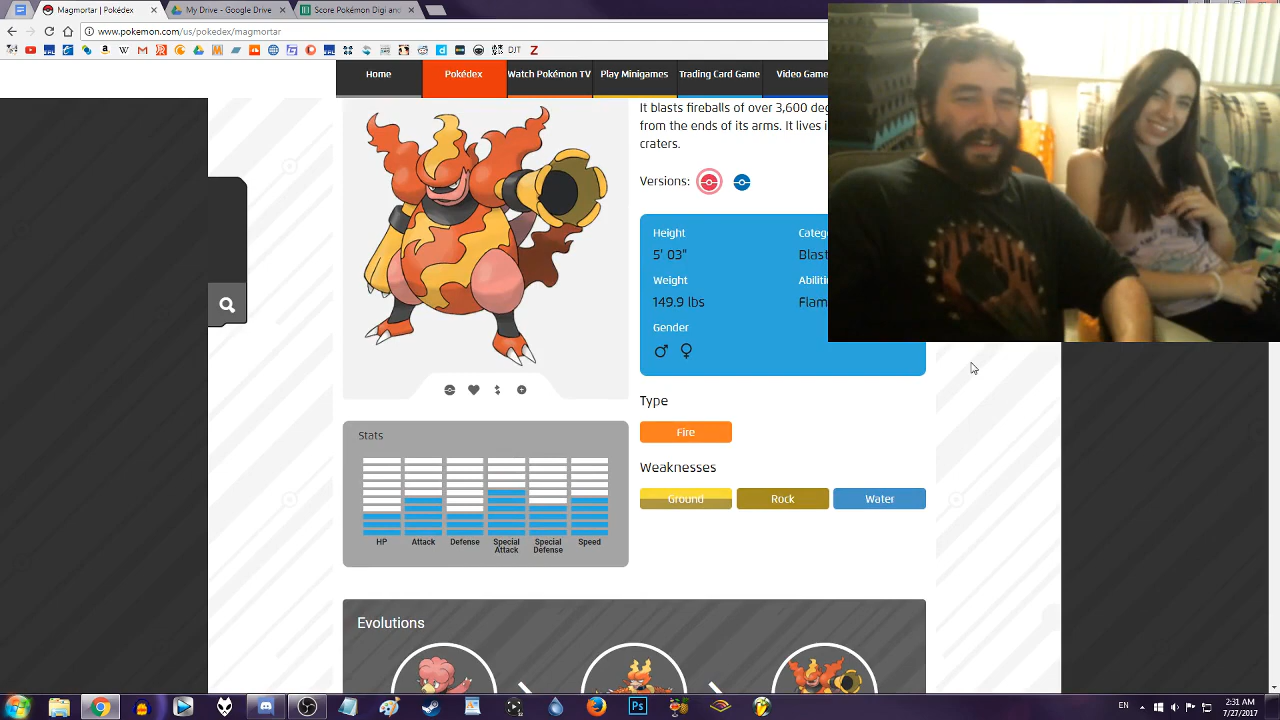 Magmortar | Pokédex
My Drive - Google Drive
Score Pokémon Digi and
www.pokemon.com/us/pokedex/magmortar
DJT
Home
Pokédex
Watch Pokémon TV
Play Minigames
Trading Card Game
Video Game
It blasts fireballs of over 3,600
from the ends of its arms. It lives
craters.
Versions:
Height
5' 03"
Weight
149.9 lbs
Gender
Type
Fire
Weaknesses
Ground
Rock
Water
Stats
HP
Attack
Defense
Special
Attack
Special
Defense
Speed
Evolutions
Ps
EN
2:31 AM
7/27/2017